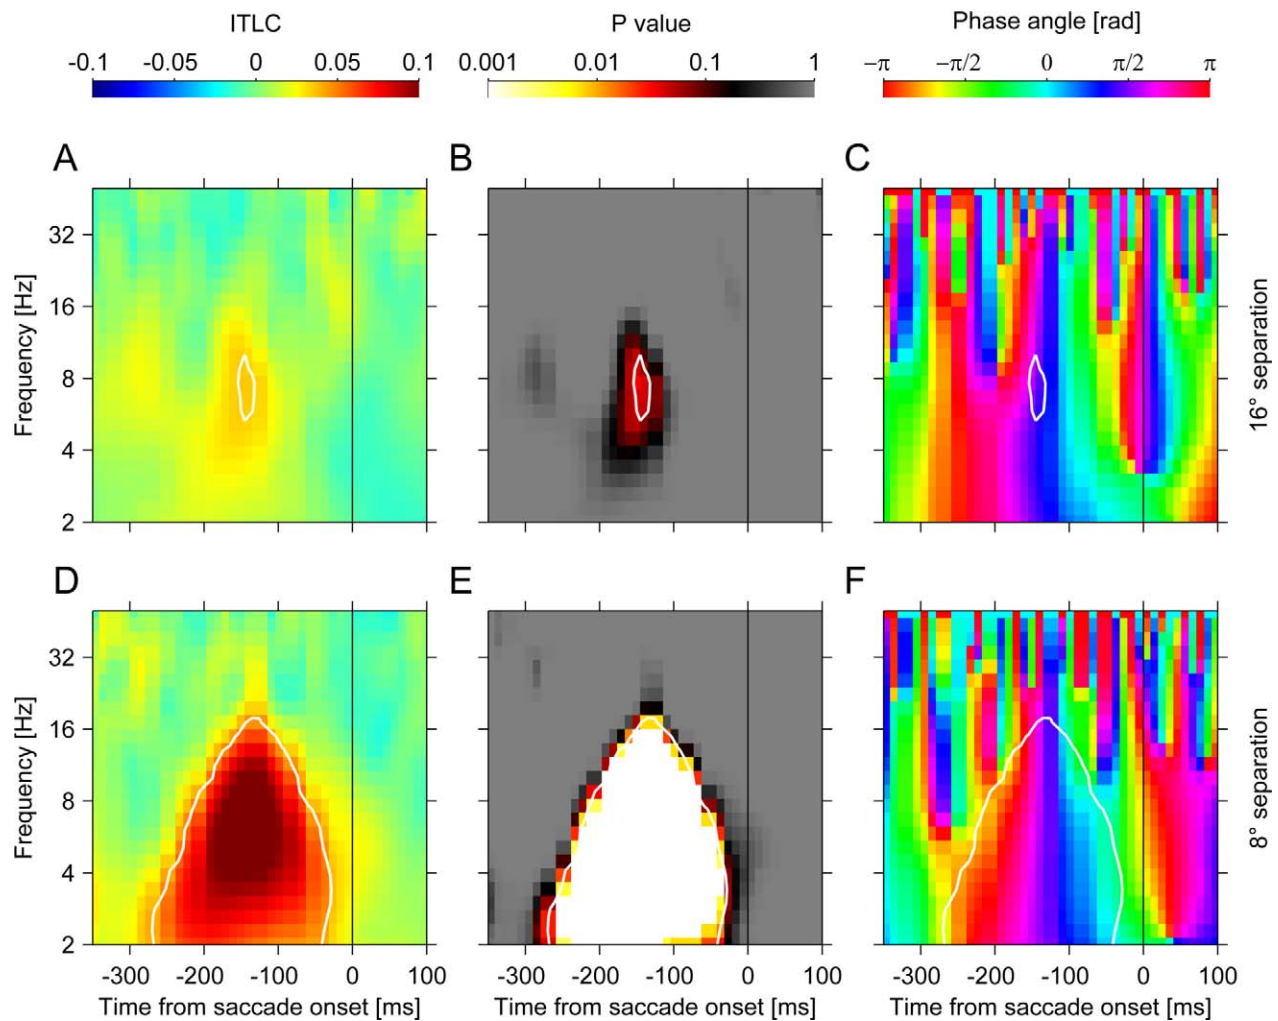 ITLC
P value
Phase angle [rad]
-0.1 -0.05 0 0.05 0.1
0.001 0.01 0.1 1
−π −π/2 0 π/2 π
A
B
C
Frequency [Hz]
32
16
8
4
2
16° separation
D
E
F
Frequency [Hz]
32
16
8
4
2
8° separation
-300 -200 -100 0 100
-300 -200 -100 0 100
-300 -200 -100 0 100
Time from saccade onset [ms]
Time from saccade onset [ms]
Time from saccade onset [ms]